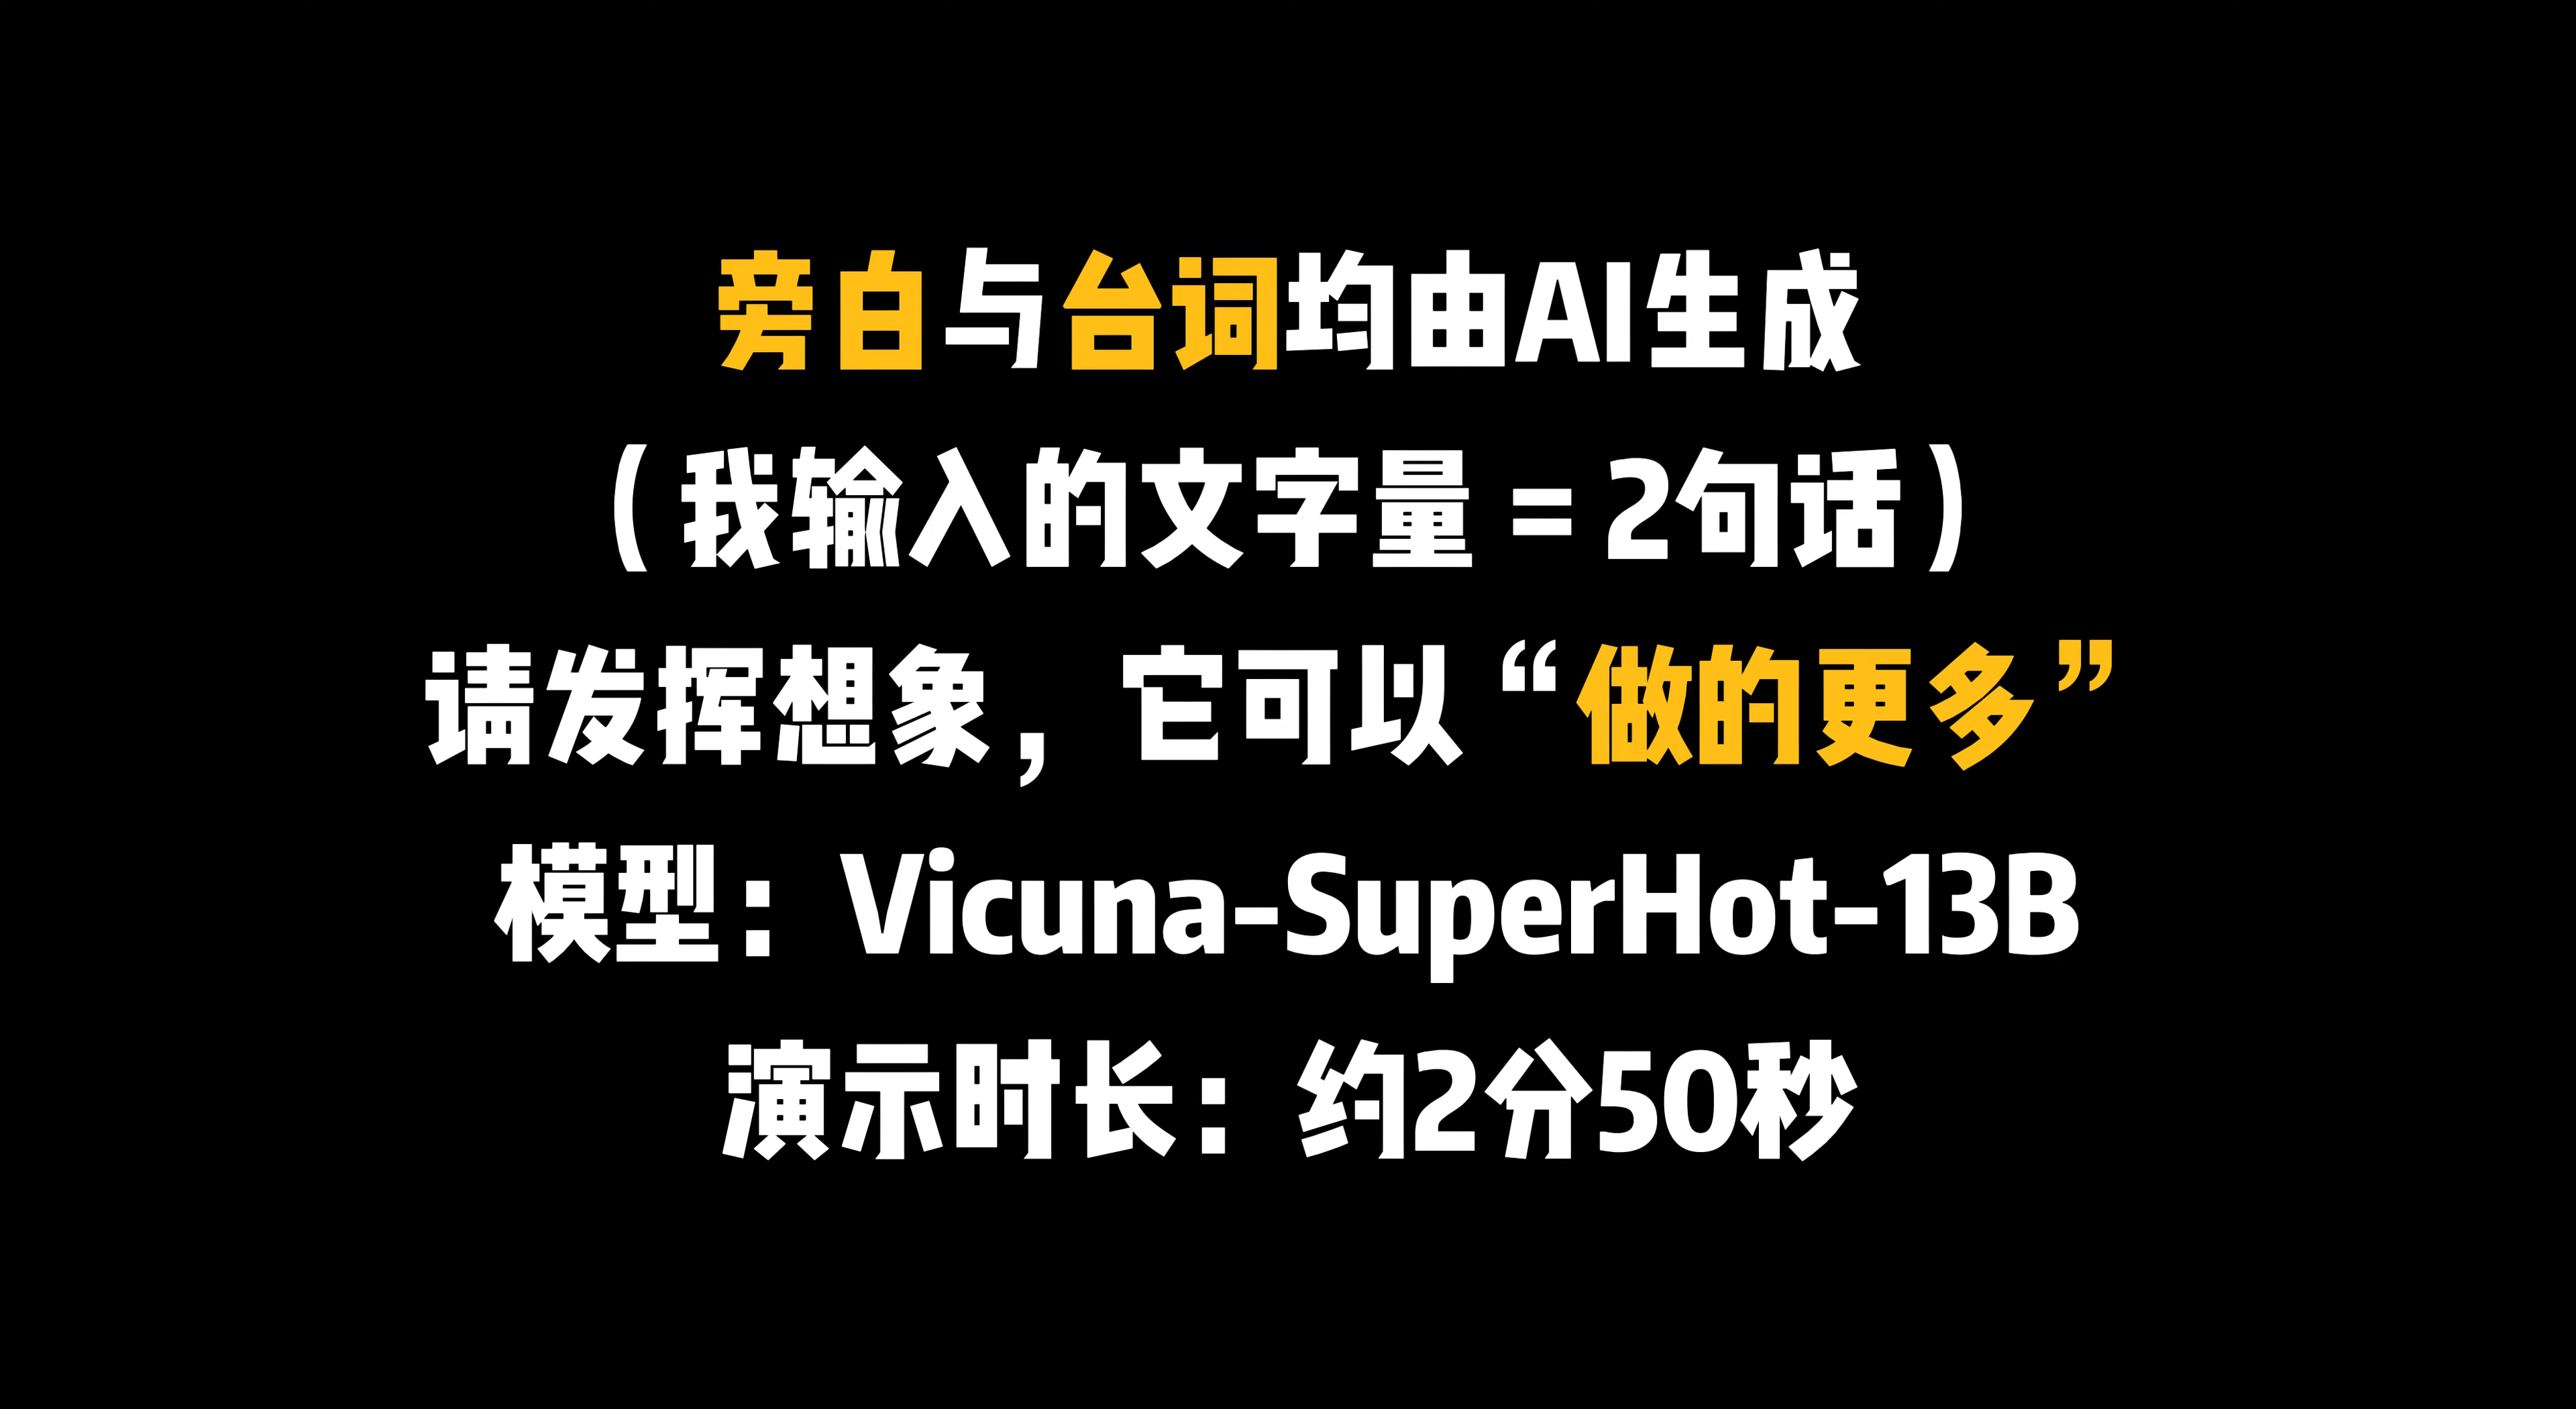 旁白与台词均由AI生成
（我输入的文字量 = 2句话）
请发挥想象，它可以“做的更多”
模型：Vicuna-SuperHot-13B
演示时长：约2分50秒